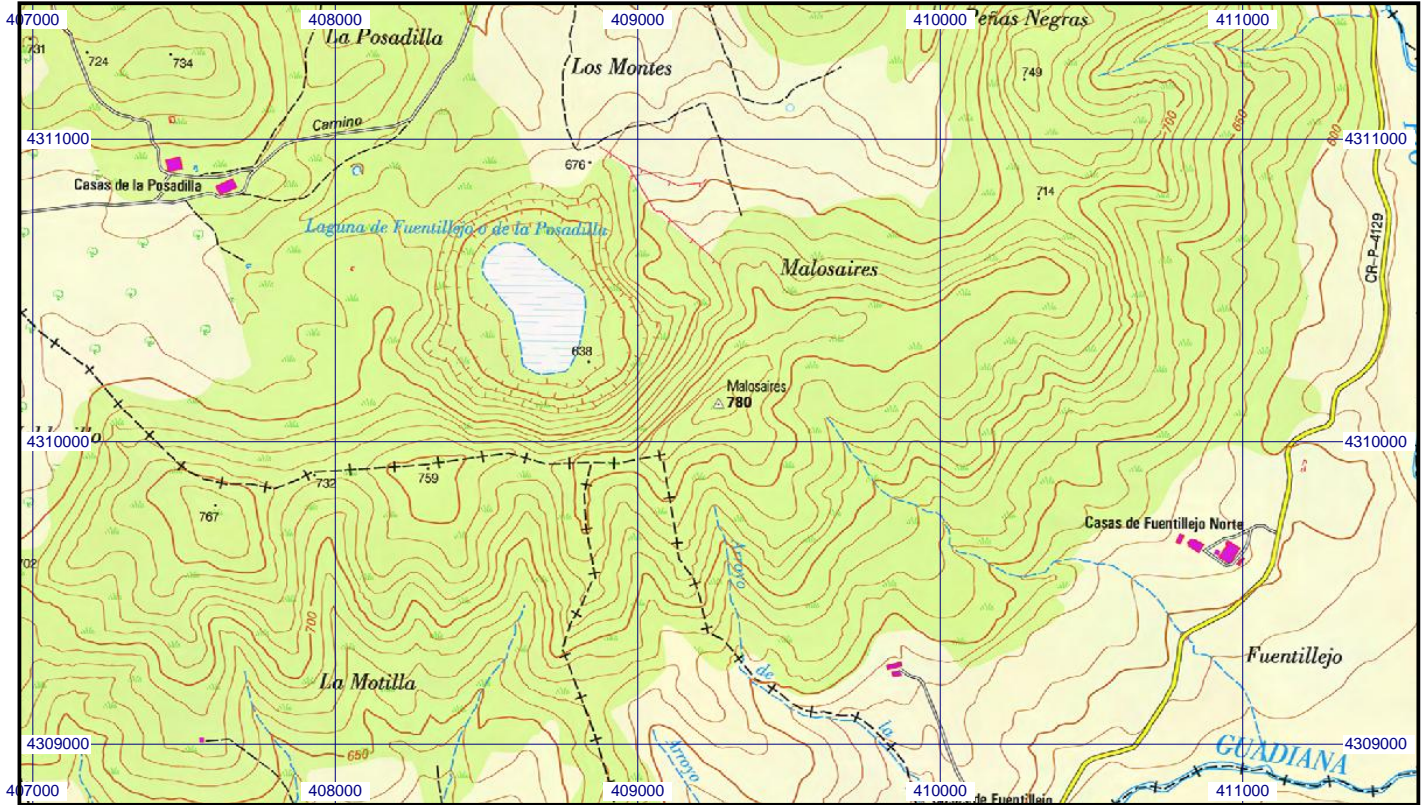 407000 408000 409000 410000 411000
La Posadilla
Peñas Negras
731
724
734
Los Montes
749
700
650
600
Camino
4311000 4311000
676
Casas de la Posadilla
714
Laguna de Fuentillejo o de la Posadilla
CR-P-4129
Malosaires
638
Malosaires
780
4310000 4310000
732
759
767
Casas de Fuentillejo Norte
702
Arroyo
700
de
Fuentillejo
La Motilla
la
650
4309000 4309000
Arroyo
GUADIANA
407000 408000 409000 410000 411000
de Fuentillejo